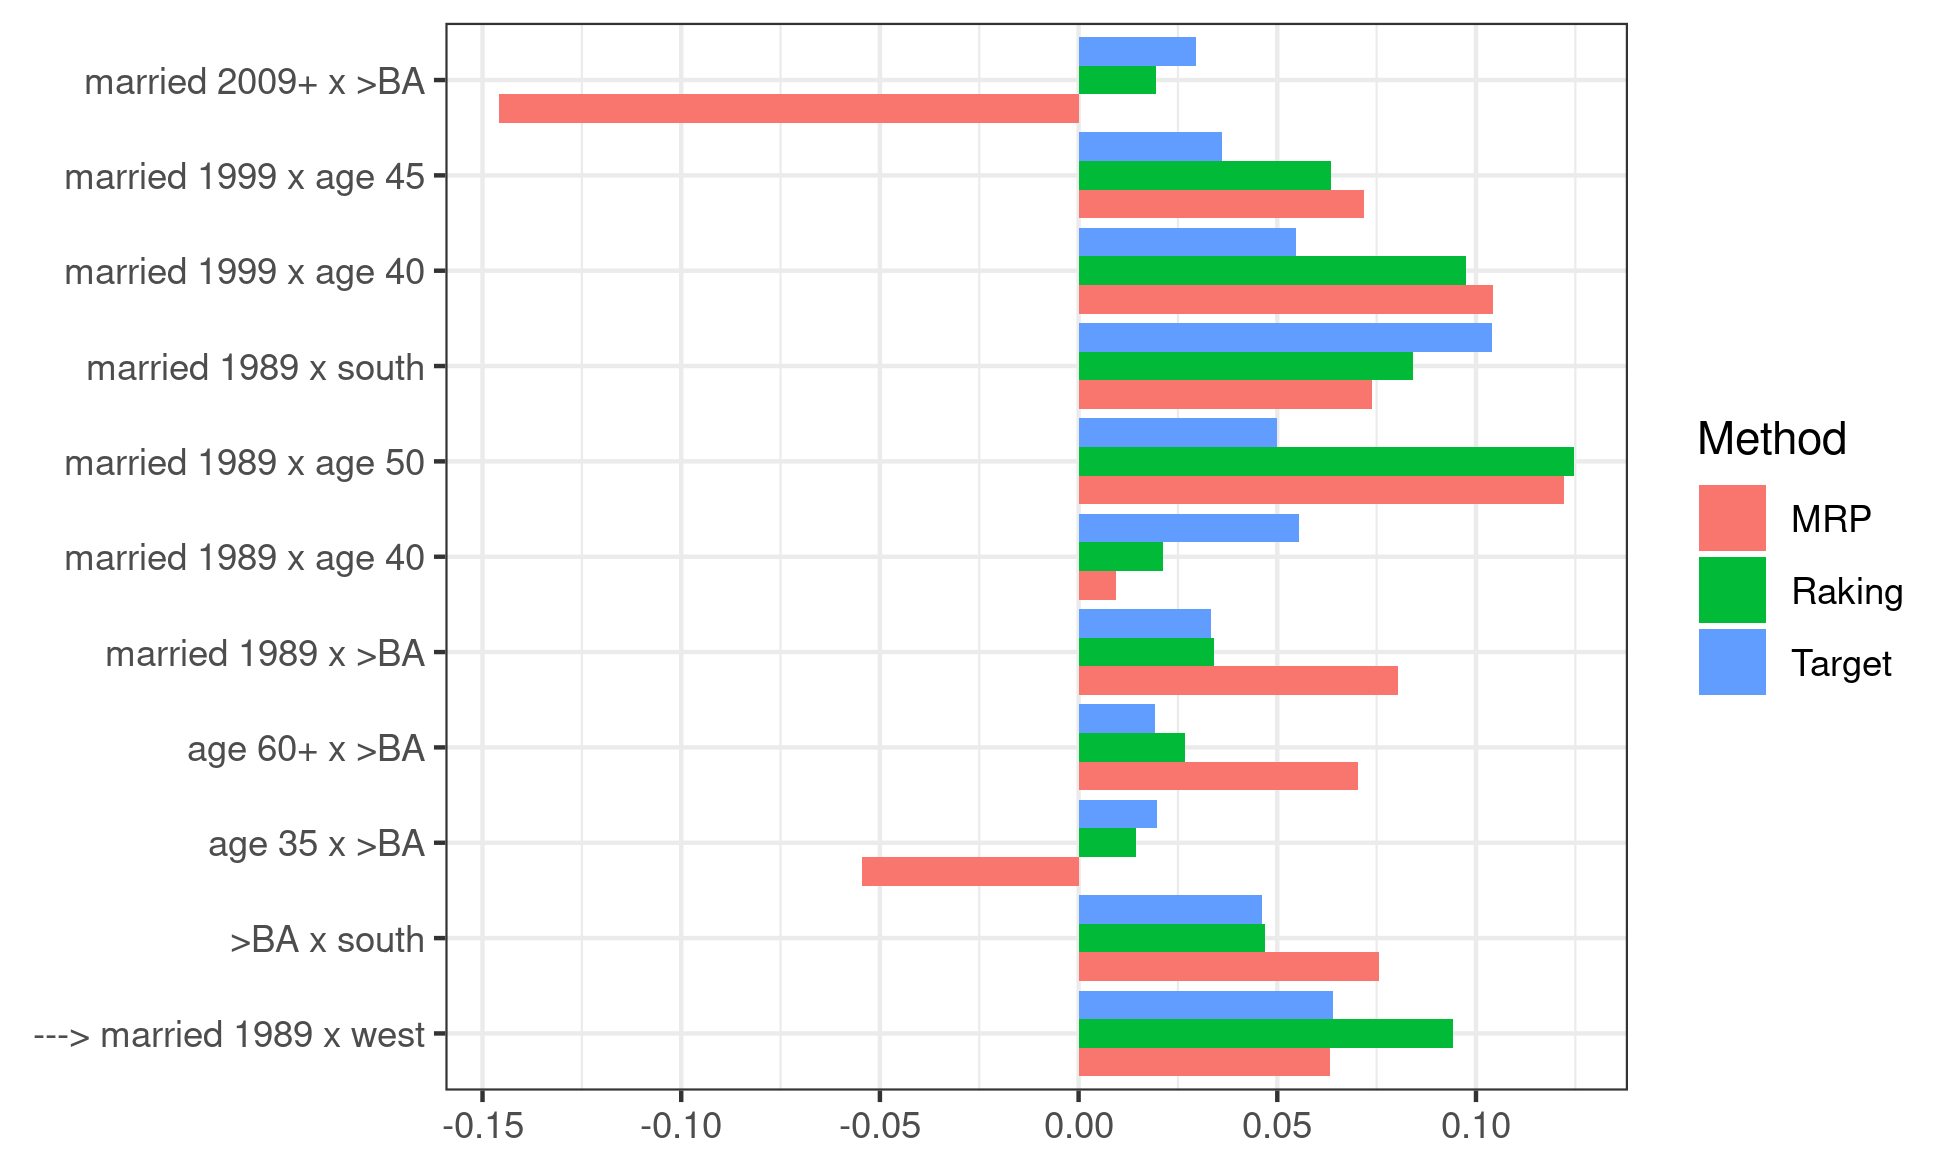 married 2009+ x >BA
married 1999 x age 45
married 1999 x age 40
married 1989 x south
married 1989 x age 50
married 1989 x age 40
married 1989 x >BA
age 60+ x >BA
age 35 x >BA
>BA x south
---> married 1989 x west
-0.15 -0.10 -0.05 0.00 0.05 0.10
Method
MRP
Raking
Target